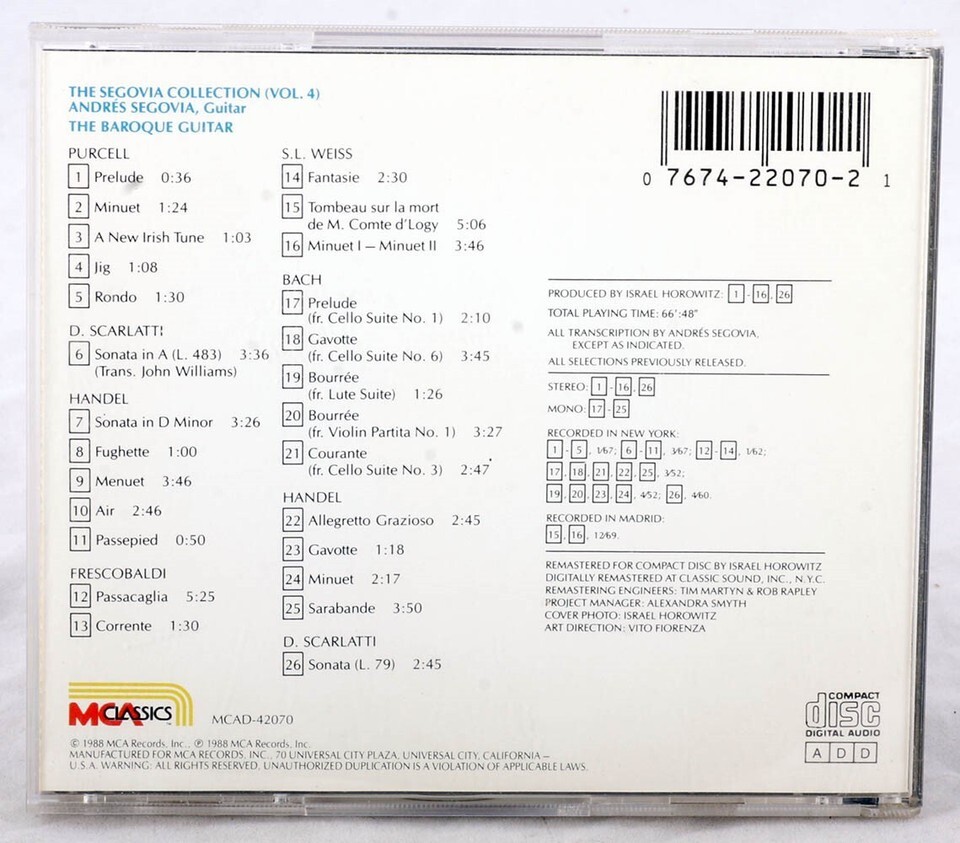 THE SEGOVIA COLLECTION (VOL. 4)
ANDRÉS SEGOVIA, Guitar
THE BAROQUE GUITAR
PURCELL
1 Prelude 0:36
2 Minuet 1:24
3 A New Irish Tune 1:03
4 Jig 1:08
5 Rondo 1:30
D. SCARLATTI
6 Sonata in A (L. 483) 3:36
(Trans. John Williams)
HANDEL
7 Sonata in D Minor 3:26
8 Fughette 1:00
9 Menuet 3:46
10 Air 2:46
11 Passepied 0:50
FRESCOBALDI
12 Passacaglia 5:25
13 Corrente 1:30
S.L. WEISS
14 Fantasie 2:30
15 Tombeau sur la mort
de M. Comte d'Logy 5:06
16 Minuet I – Minuet II 3:46
BACH
17 Prelude
(fr. Cello Suite No. 1) 2:10
18 Gavotte
(fr. Cello Suite No. 6) 3:45
19 Bourrée
(fr. Lute Suite) 1:26
20 Bourrée
(fr. Violin Partita No. 1) 3:27
21 Courante
(fr. Cello Suite No. 3) 2:47
HANDEL
22 Allegretto Grazioso 2:45
23 Gavotte 1:18
24 Minuet 2:17
25 Sarabande 3:50
D. SCARLATTI
26 Sonata (L. 79) 2:45
0 7674-22070-2 1
PRODUCED BY ISRAEL HOROWITZ: 1 - 16, 26
TOTAL PLAYING TIME: 66':48"
ALL TRANSCRIPTION BY ANDRÉS SEGOVIA,
EXCEPT AS INDICATED.
ALL SELECTIONS PREVIOUSLY RELEASED.
STEREO: 1 - 16, 26
MONO: 17 - 25
RECORDED IN NEW YORK:
1 - 5, 1/67; 6 - 11, 3/67; 12 - 14, 1/62;
17, 18, 21, 22, 25, 3/52;
19, 20, 23, 24, 4/52; 26, 4/60.
RECORDED IN MADRID:
15, 16, 12/69.
REMASTERED FOR COMPACT DISC BY ISRAEL HOROWITZ
DIGITALLY REMASTERED AT CLASSIC SOUND, INC., N.Y.C.
REMASTERING ENGINEERS: TIM MARTYN & ROB RAPLEY
PROJECT MANAGER: ALEXANDRA SMYTH
COVER PHOTO: ISRAEL HOROWITZ
ART DIRECTION: VITO FIORENZA
MCA CLASSICS
MCAD-42070
© 1988 MCA Records, Inc., ℗ 1988 MCA Records, Inc.
MANUFACTURED FOR MCA RECORDS, INC., 70 UNIVERSAL CITY PLAZA, UNIVERSAL CITY, CALIFORNIA –
U.S.A. WARNING: ALL RIGHTS RESERVED. UNAUTHORIZED DUPLICATION IS A VIOLATION OF APPLICABLE LAWS.
COMPACT
disc
DIGITAL AUDIO
A D D